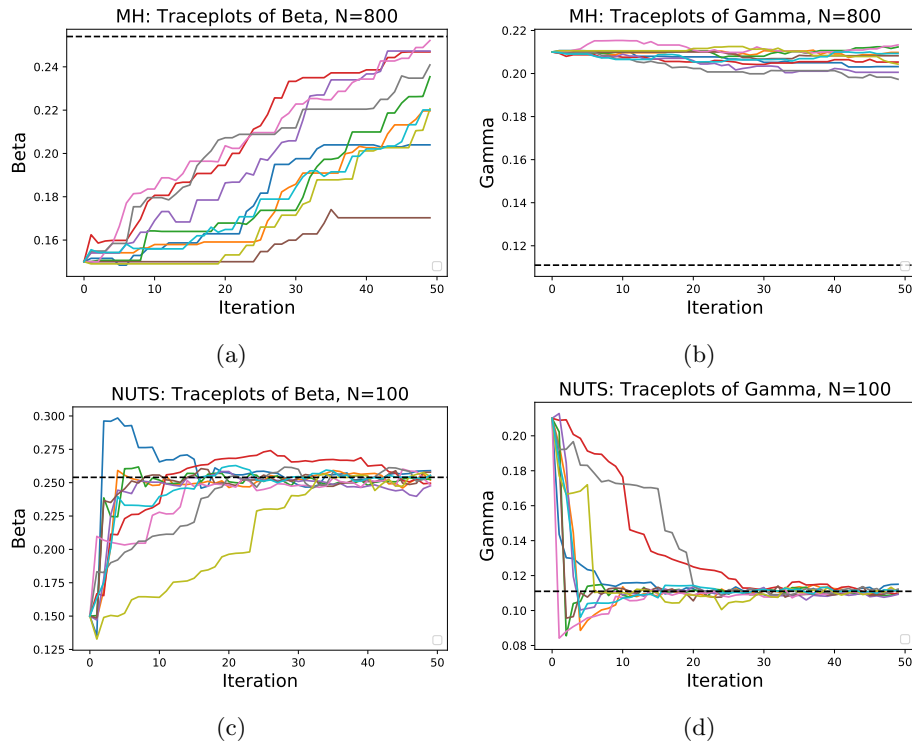 MH: Traceplots of Beta, N=800
MH: Traceplots of Gamma, N=800
0.24
0.22
0.20
0.18
0.16
Beta
0 10 20 30 40 50
Iteration
(a)
0.22
0.20
0.18
0.16
0.14
0.12
Gamma
0 10 20 30 40 50
Iteration
(b)
NUTS: Traceplots of Beta, N=100
NUTS: Traceplots of Gamma, N=100
0.300
0.275
0.250
0.225
0.200
0.175
0.150
0.125
Beta
0 10 20 30 40 50
Iteration
(c)
0.20
0.18
0.16
0.14
0.12
0.10
0.08
Gamma
0 10 20 30 40 50
Iteration
(d)